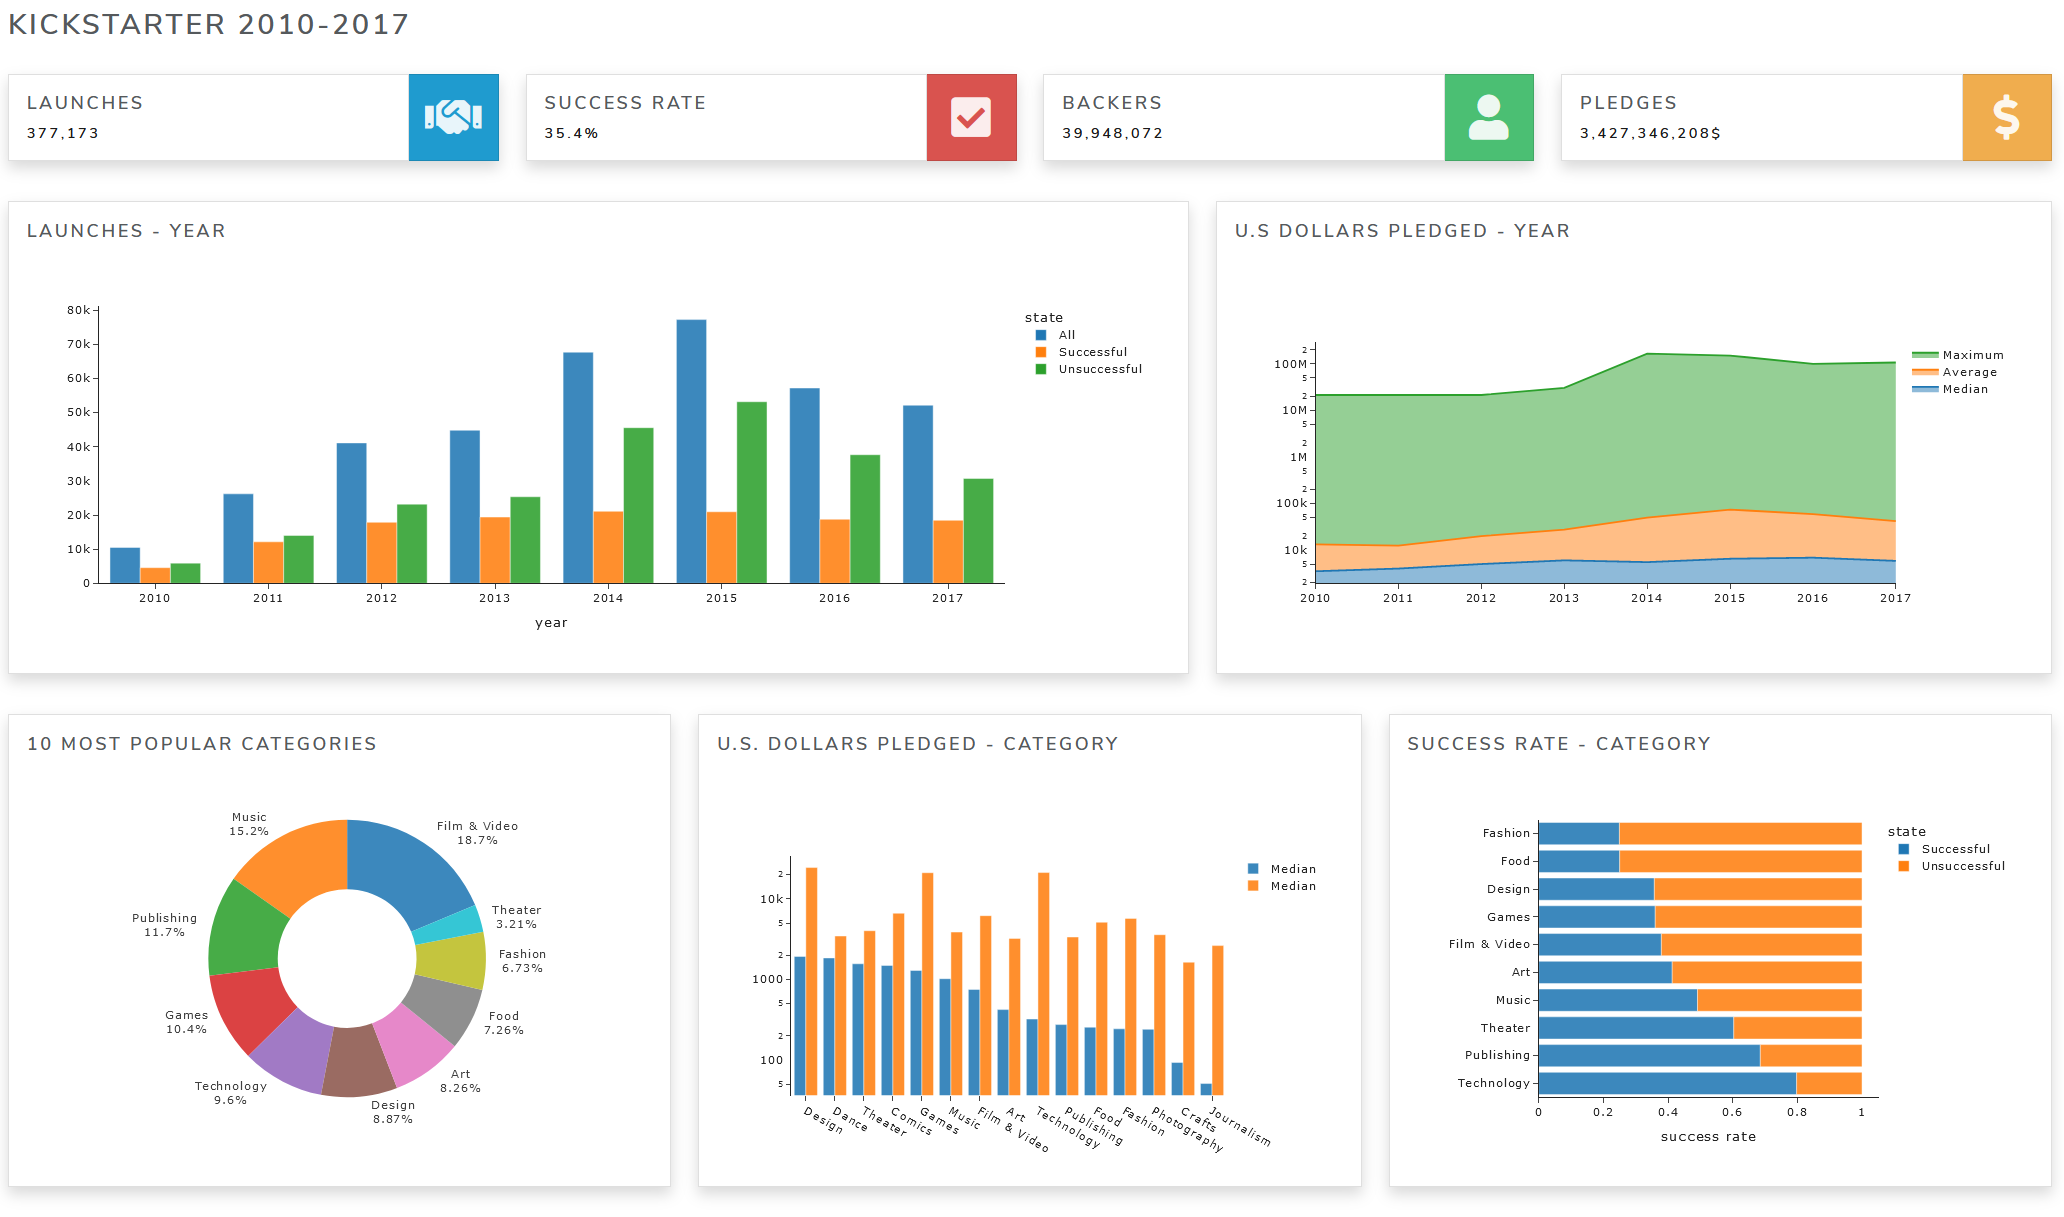 KICKSTARTER 2010-2017
LAUNCHES
377,173
SUCCESS RATE
35.4%
BACKERS
39,948,072
PLEDGES
3,427,346,208$
LAUNCHES - YEAR
80k
70k
60k
50k
40k
30k
20k
10k
0
2010 2011 2012 2013 2014 2015 2016 2017
year
state
All
Successful
Unsuccessful
U.S DOLLARS PLEDGED - YEAR
2
100M
5
2
10M
5
2
1M
5
2
100k
5
2
10k
5
2
2010 2011 2012 2013 2014 2015 2016 2017
Maximum
Average
Median
10 MOST POPULAR CATEGORIES
Music
15.2%
Film & Video
18.7%
Theater
3.21%
Publishing
11.7%
Fashion
6.73%
Games
10.4%
Food
7.26%
Technology
9.6%
Art
8.26%
Design
8.87%
U.S. DOLLARS PLEDGED - CATEGORY
2
10k
5
2
1000
5
2
100
5
Design
Dance
Theater
Comics
Games
Music
Film & Video
Art
Technology
Publishing
Food
Fashion
Photography
Crafts
Journalism
Median
Median
SUCCESS RATE - CATEGORY
Fashion
Food
Design
Games
Film & Video
Art
Music
Theater
Publishing
Technology
0 0.2 0.4 0.6 0.8 1
success rate
state
Successful
Unsuccessful